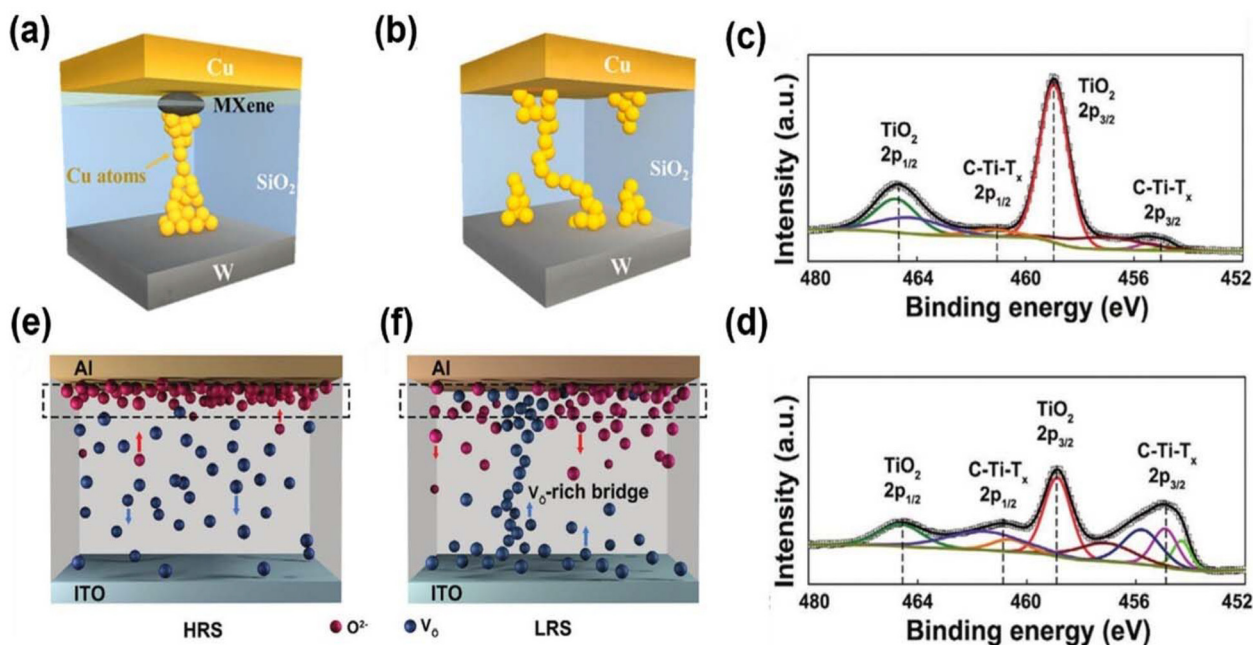 (a)
Cu
MXene
Cu atoms
SiO₂
W
(b)
Cu
SiO₂
W
(c)
Intensity (a.u.)
TiO₂
2p₁/₂
C-Ti-Tₓ
2p₁/₂
TiO₂
2p₃/₂
C-Ti-Tₓ
2p₃/₂
480 464 460 456 452
Binding energy (eV)
(e)
Al
ITO
HRS
(f)
Al
Vₒ-rich bridge
ITO
LRS
O²⁻
Vₒ
(d)
Intensity (a.u.)
TiO₂
2p₁/₂
C-Ti-Tₓ
2p₁/₂
TiO₂
2p₃/₂
C-Ti-Tₓ
2p₃/₂
480 464 460 454 452
Binding energy (eV)